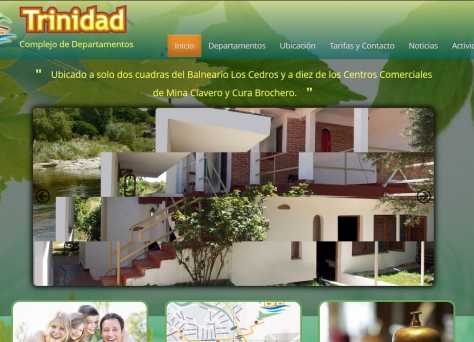 Trinidad
Complejo de Departamentos
Inicio Departamentos Ubicación Tarifas y Contacto Noticias Activi
" Ubicado a solo dos cuadras del Balneario Los Cedros y a diez de los Centros Comerciales
de Mina Clavero y Cura Brochero. "